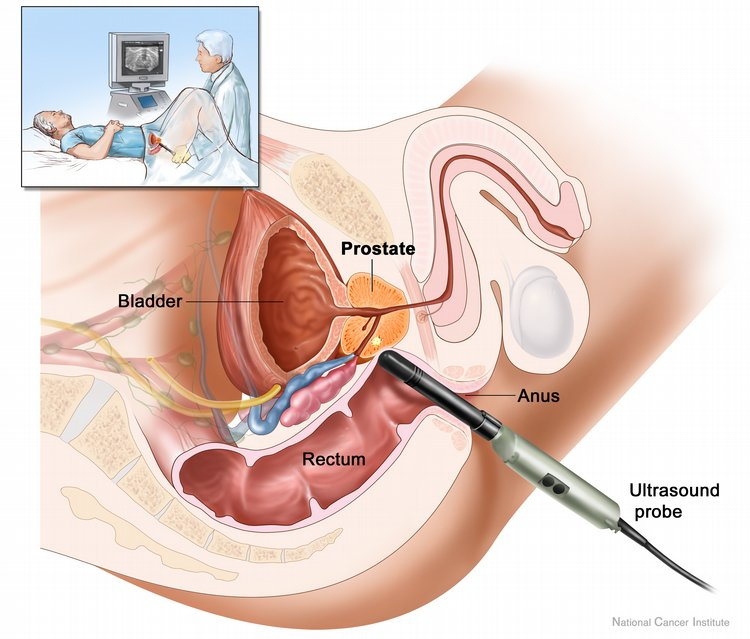 Prostate
Bladder
Anus
Rectum
Ultrasound
probe
National Cancer Institute